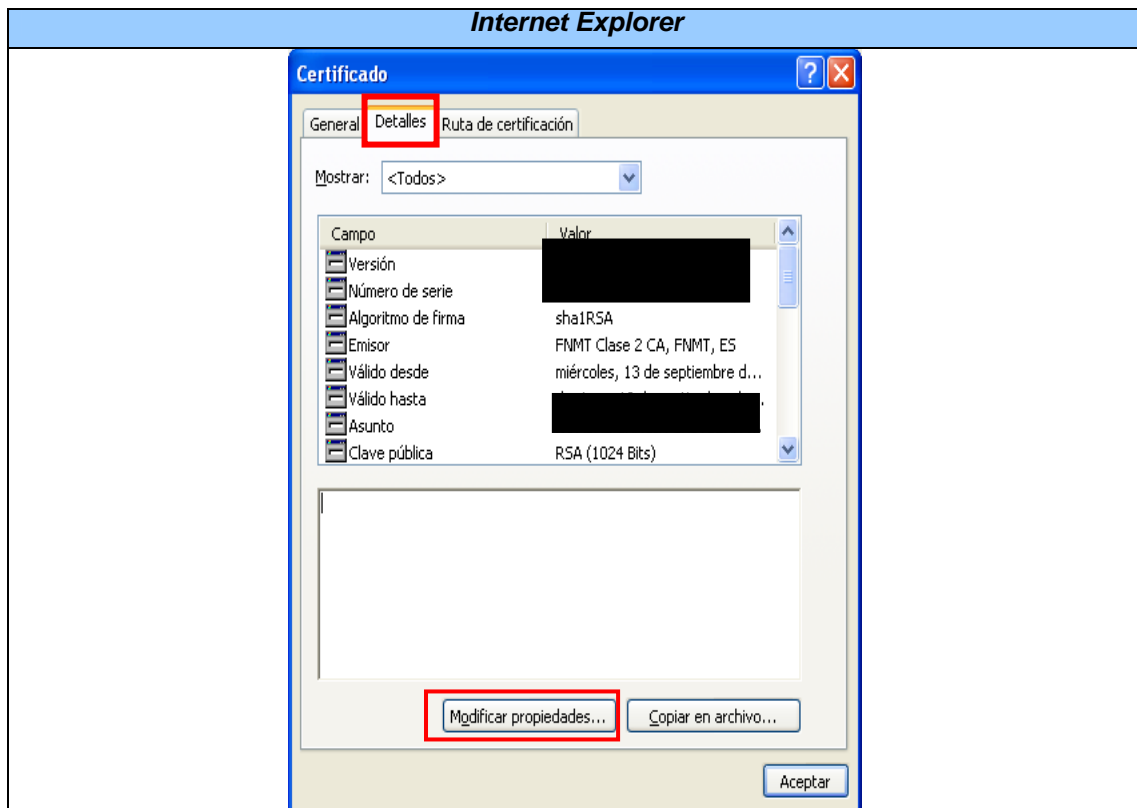 Internet Explorer
Certificado
General Detalles Ruta de certificación
Mostrar: <Todos>
Campo Valor
Versión
Número de serie
Algoritmo de firma sha1RSA
Emisor FNMT Clase 2 CA, FNMT, ES
Válido desde miércoles, 13 de septiembre d...
Válido hasta
Asunto
Clave pública RSA (1024 Bits)
Modificar propiedades... Copiar en archivo...
Aceptar